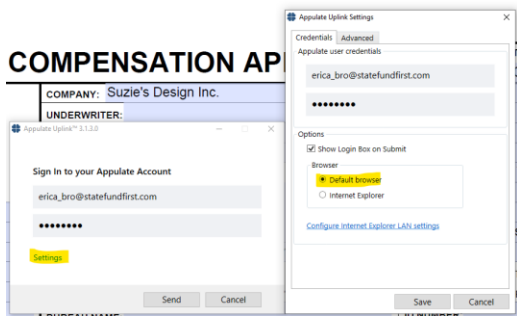 COMPENSATION AP
COMPANY: Suzie's Design Inc.
UNDERWRITER:
Appulate Uplink™ 3.1.3.0
Sign In to your Appulate Account
erica_bro@statefundfirst.com
••••••••
Settings
Send Cancel
Appulate Uplink Settings
Credentials Advanced
Appulate user credentials
erica_bro@statefundfirst.com
••••••••
Options
Show Login Box on Submit
Browser
Default browser
Internet Explorer
Configure Internet Explorer LAN settings
Save Cancel